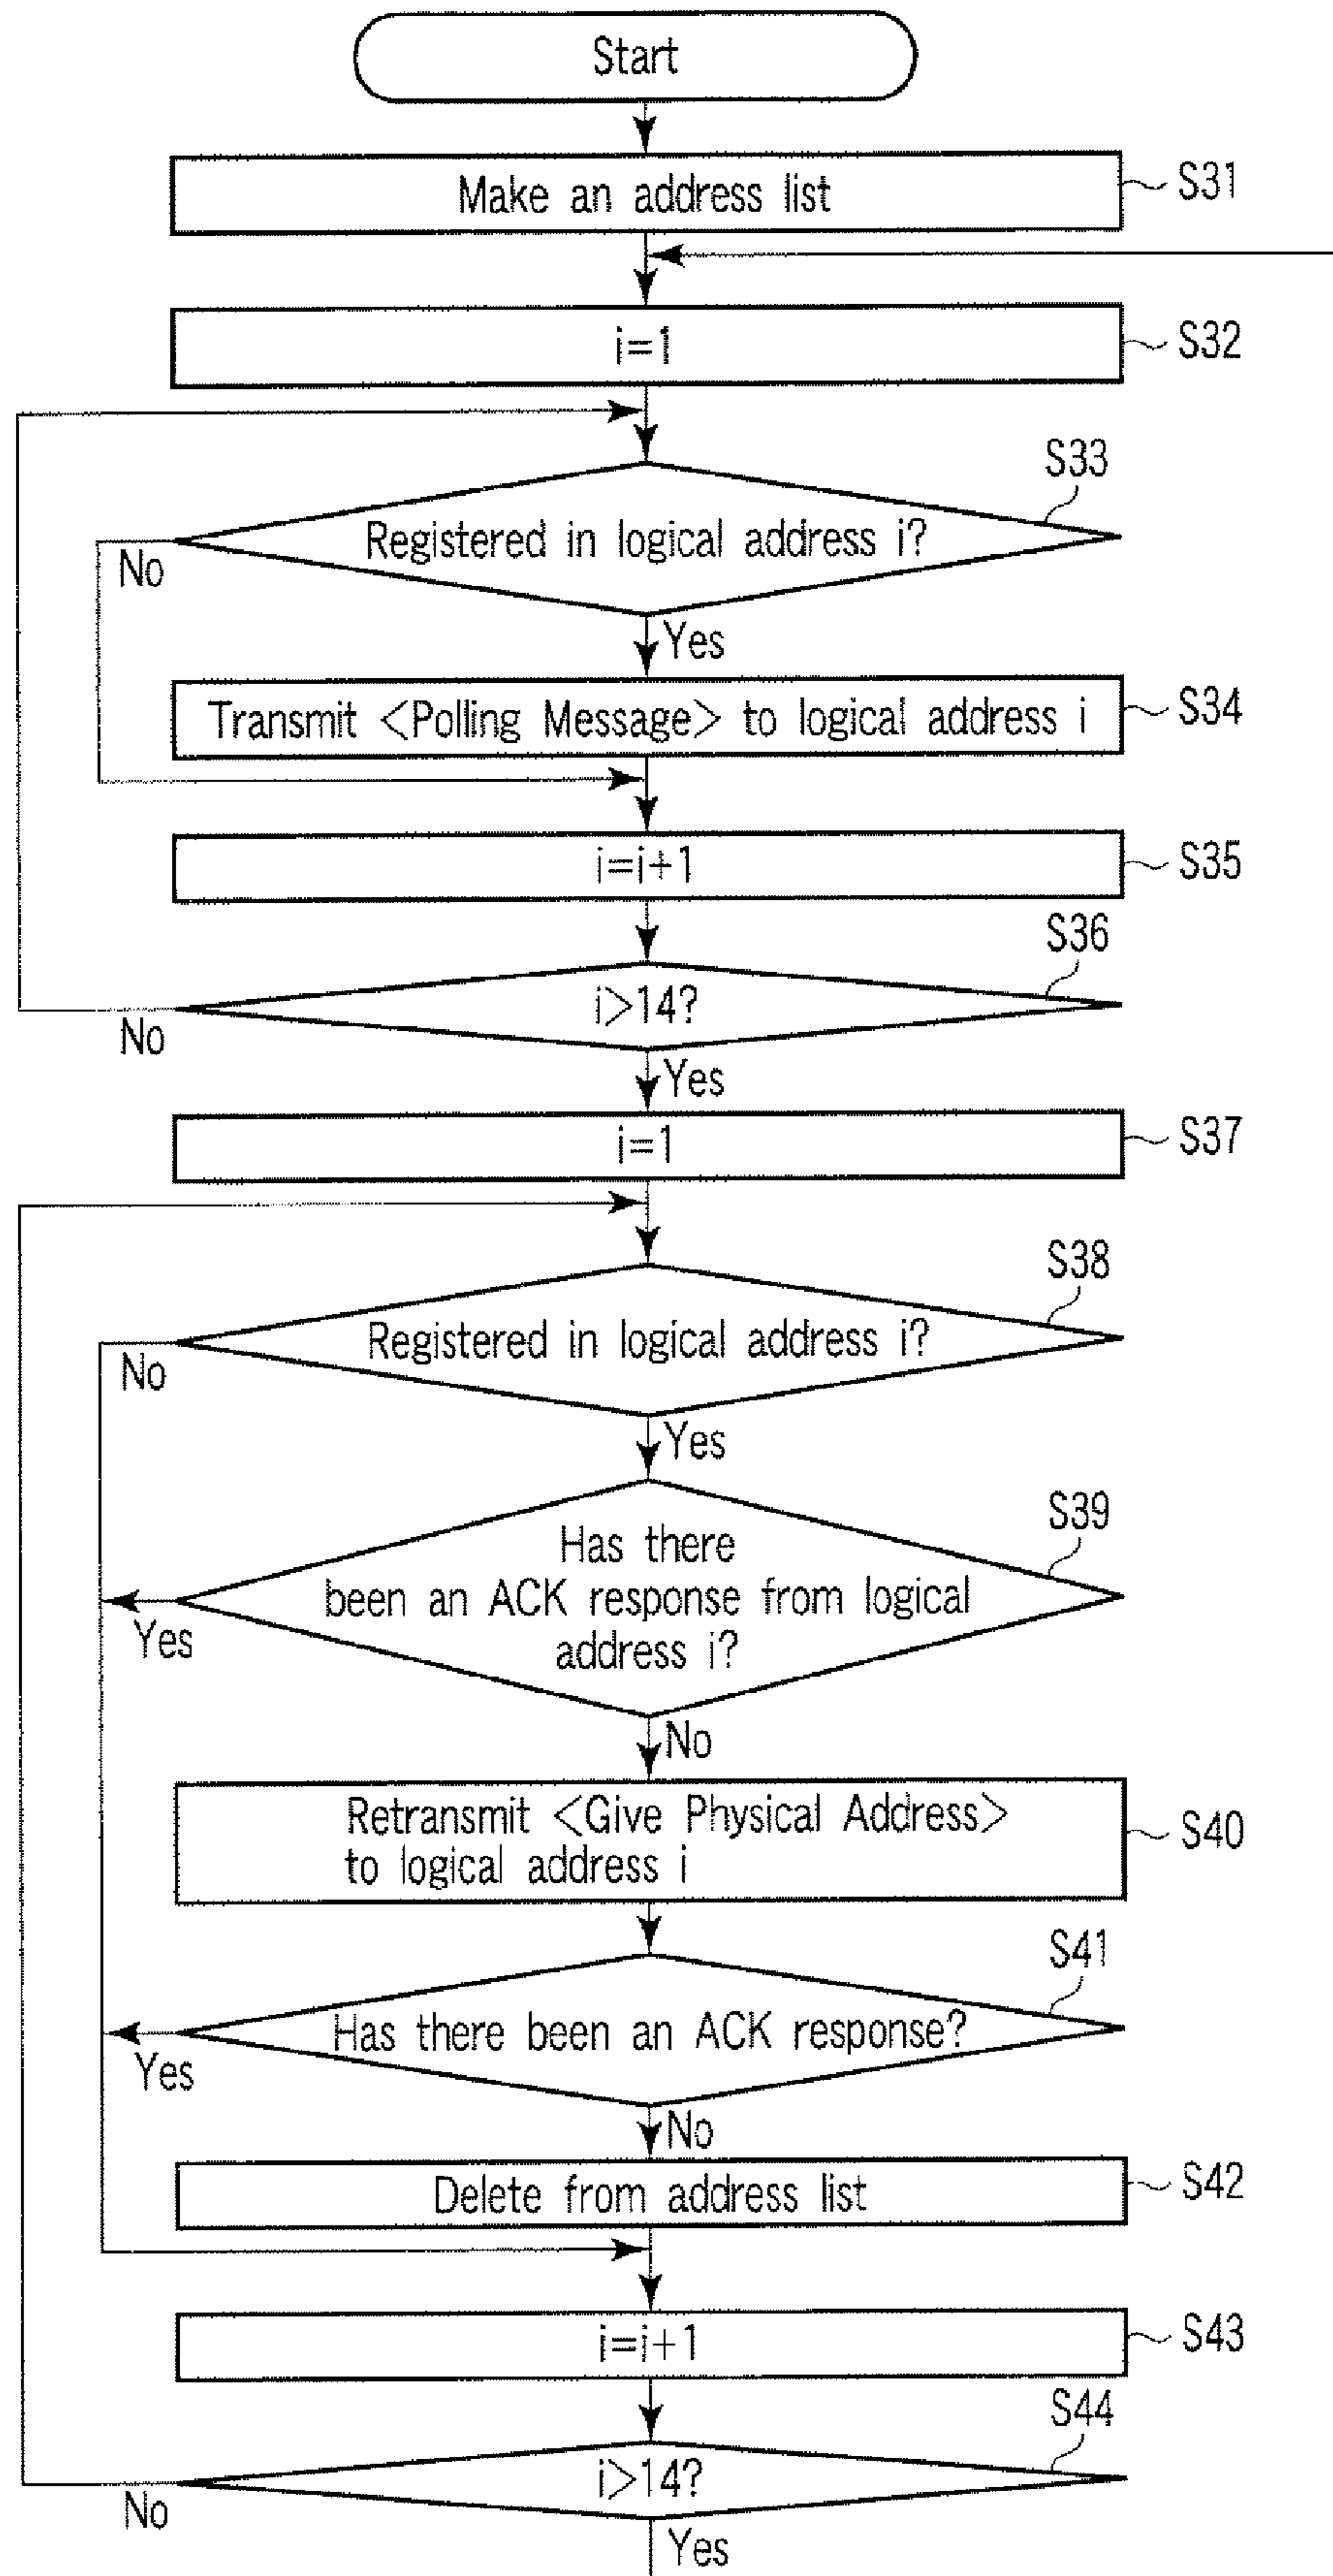 Start
Make an address list
S31
i=1
S32
S33
Registered in logical address i?
No
Yes
Transmit <Polling Message> to logical address i
S34
i=i+1
S35
S36
i>14?
No
Yes
i=1
S37
S38
Registered in logical address i?
No
Yes
S39
Has there
been an ACK response from logical
address i?
Yes
No
Retransmit <Give Physical Address>
to logical address i
S40
S41
Has there been an ACK response?
Yes
No
Delete from address list
S42
i=i+1
S43
S44
i>14?
No
Yes